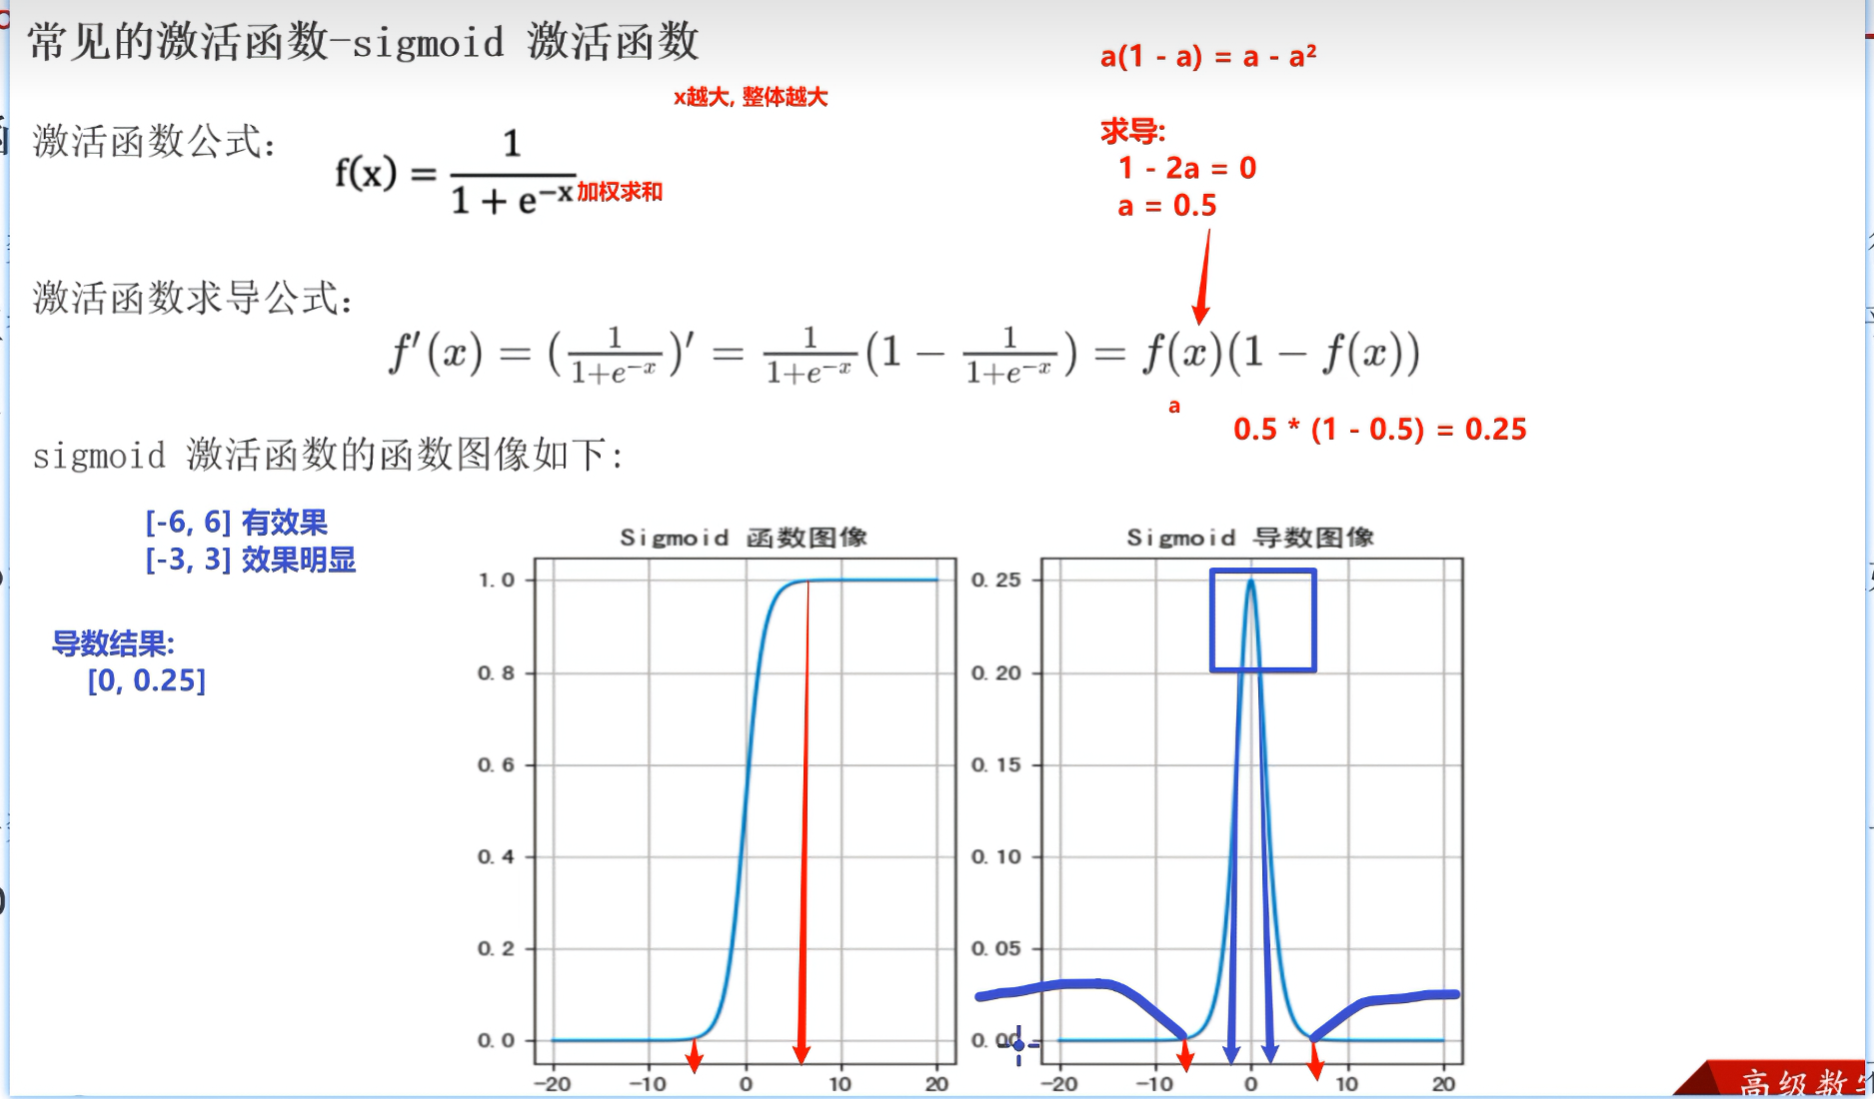 常见的激活函数-sigmoid 激活函数
a(1 - a) = a - a²
x越大, 整体越大
求导:
1 - 2a = 0
a = 0.5
激活函数公式:
f(x) = 1 / (1 + e^−x)
加权求和
激活函数求导公式:
f′(x) = (1/(1+e^−x))′ = 1/(1+e^−x) (1 − 1/(1+e^−x)) = f(x)(1 − f(x))
a
0.5 * (1 - 0.5) = 0.25
sigmoid 激活函数的函数图像如下:
[-6, 6] 有效果
[-3, 3] 效果明显
导数结果:
[0, 0.25]
Sigmoid 函数图像
1.0
0.8
0.6
0.4
0.2
0.0
−20 −10 0 10 20
Sigmoid 导数图像
0.25
0.20
0.15
0.10
0.05
0.00
−20 −10 0 10 20
高级数